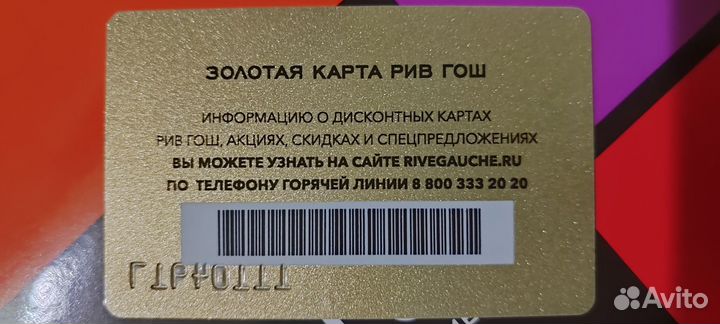 ЗОЛОТАЯ КАРТА РИВ ГОШ
ИНФОРМАЦИЮ О ДИСКОНТНЫХ КАРТАХ
РИВ ГОШ, АКЦИЯХ, СКИДКАХ И СПЕЦПРЕДЛОЖЕНИЯХ
ВЫ МОЖЕТЕ УЗНАТЬ НА САЙТЕ RIVEGAUCHE.RU
ПО ТЕЛЕФОНУ ГОРЯЧЕЙ ЛИНИИ 8 800 333 20 20
Avito